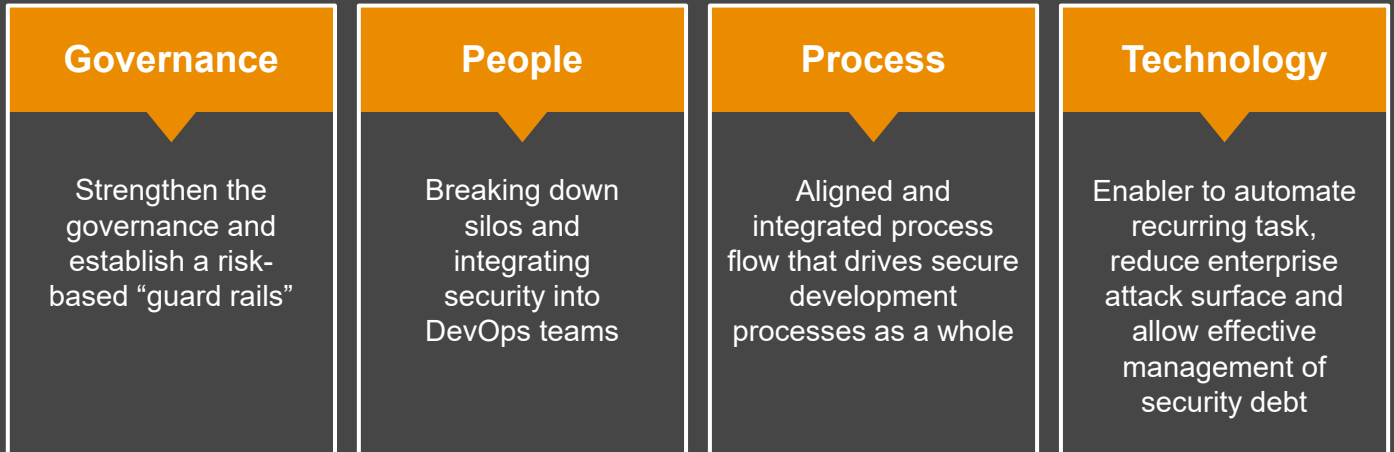 Governance
Strengthen the
governance and
establish a risk-
based “guard rails”
People
Breaking down
silos and
integrating
security into
DevOps teams
Process
Aligned and
integrated process
flow that drives secure
development
processes as a whole
Technology
Enabler to automate
recurring task,
reduce enterprise
attack surface and
allow effective
management of
security debt